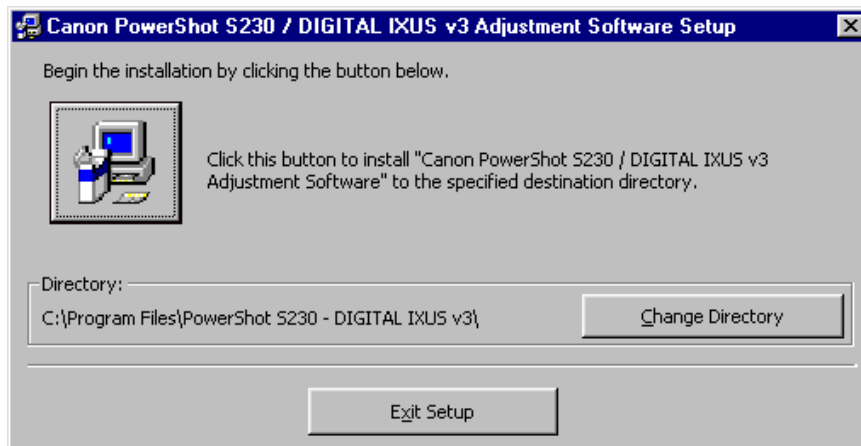 Canon PowerShot S230 / DIGITAL IXUS v3 Adjustment Software Setup
Begin the installation by clicking the button below.
Click this button to install "Canon PowerShot S230 / DIGITAL IXUS v3
Adjustment Software" to the specified destination directory.
Directory:
C:\Program Files\PowerShot S230 - DIGITAL IXUS v3\
Change Directory
Exit Setup